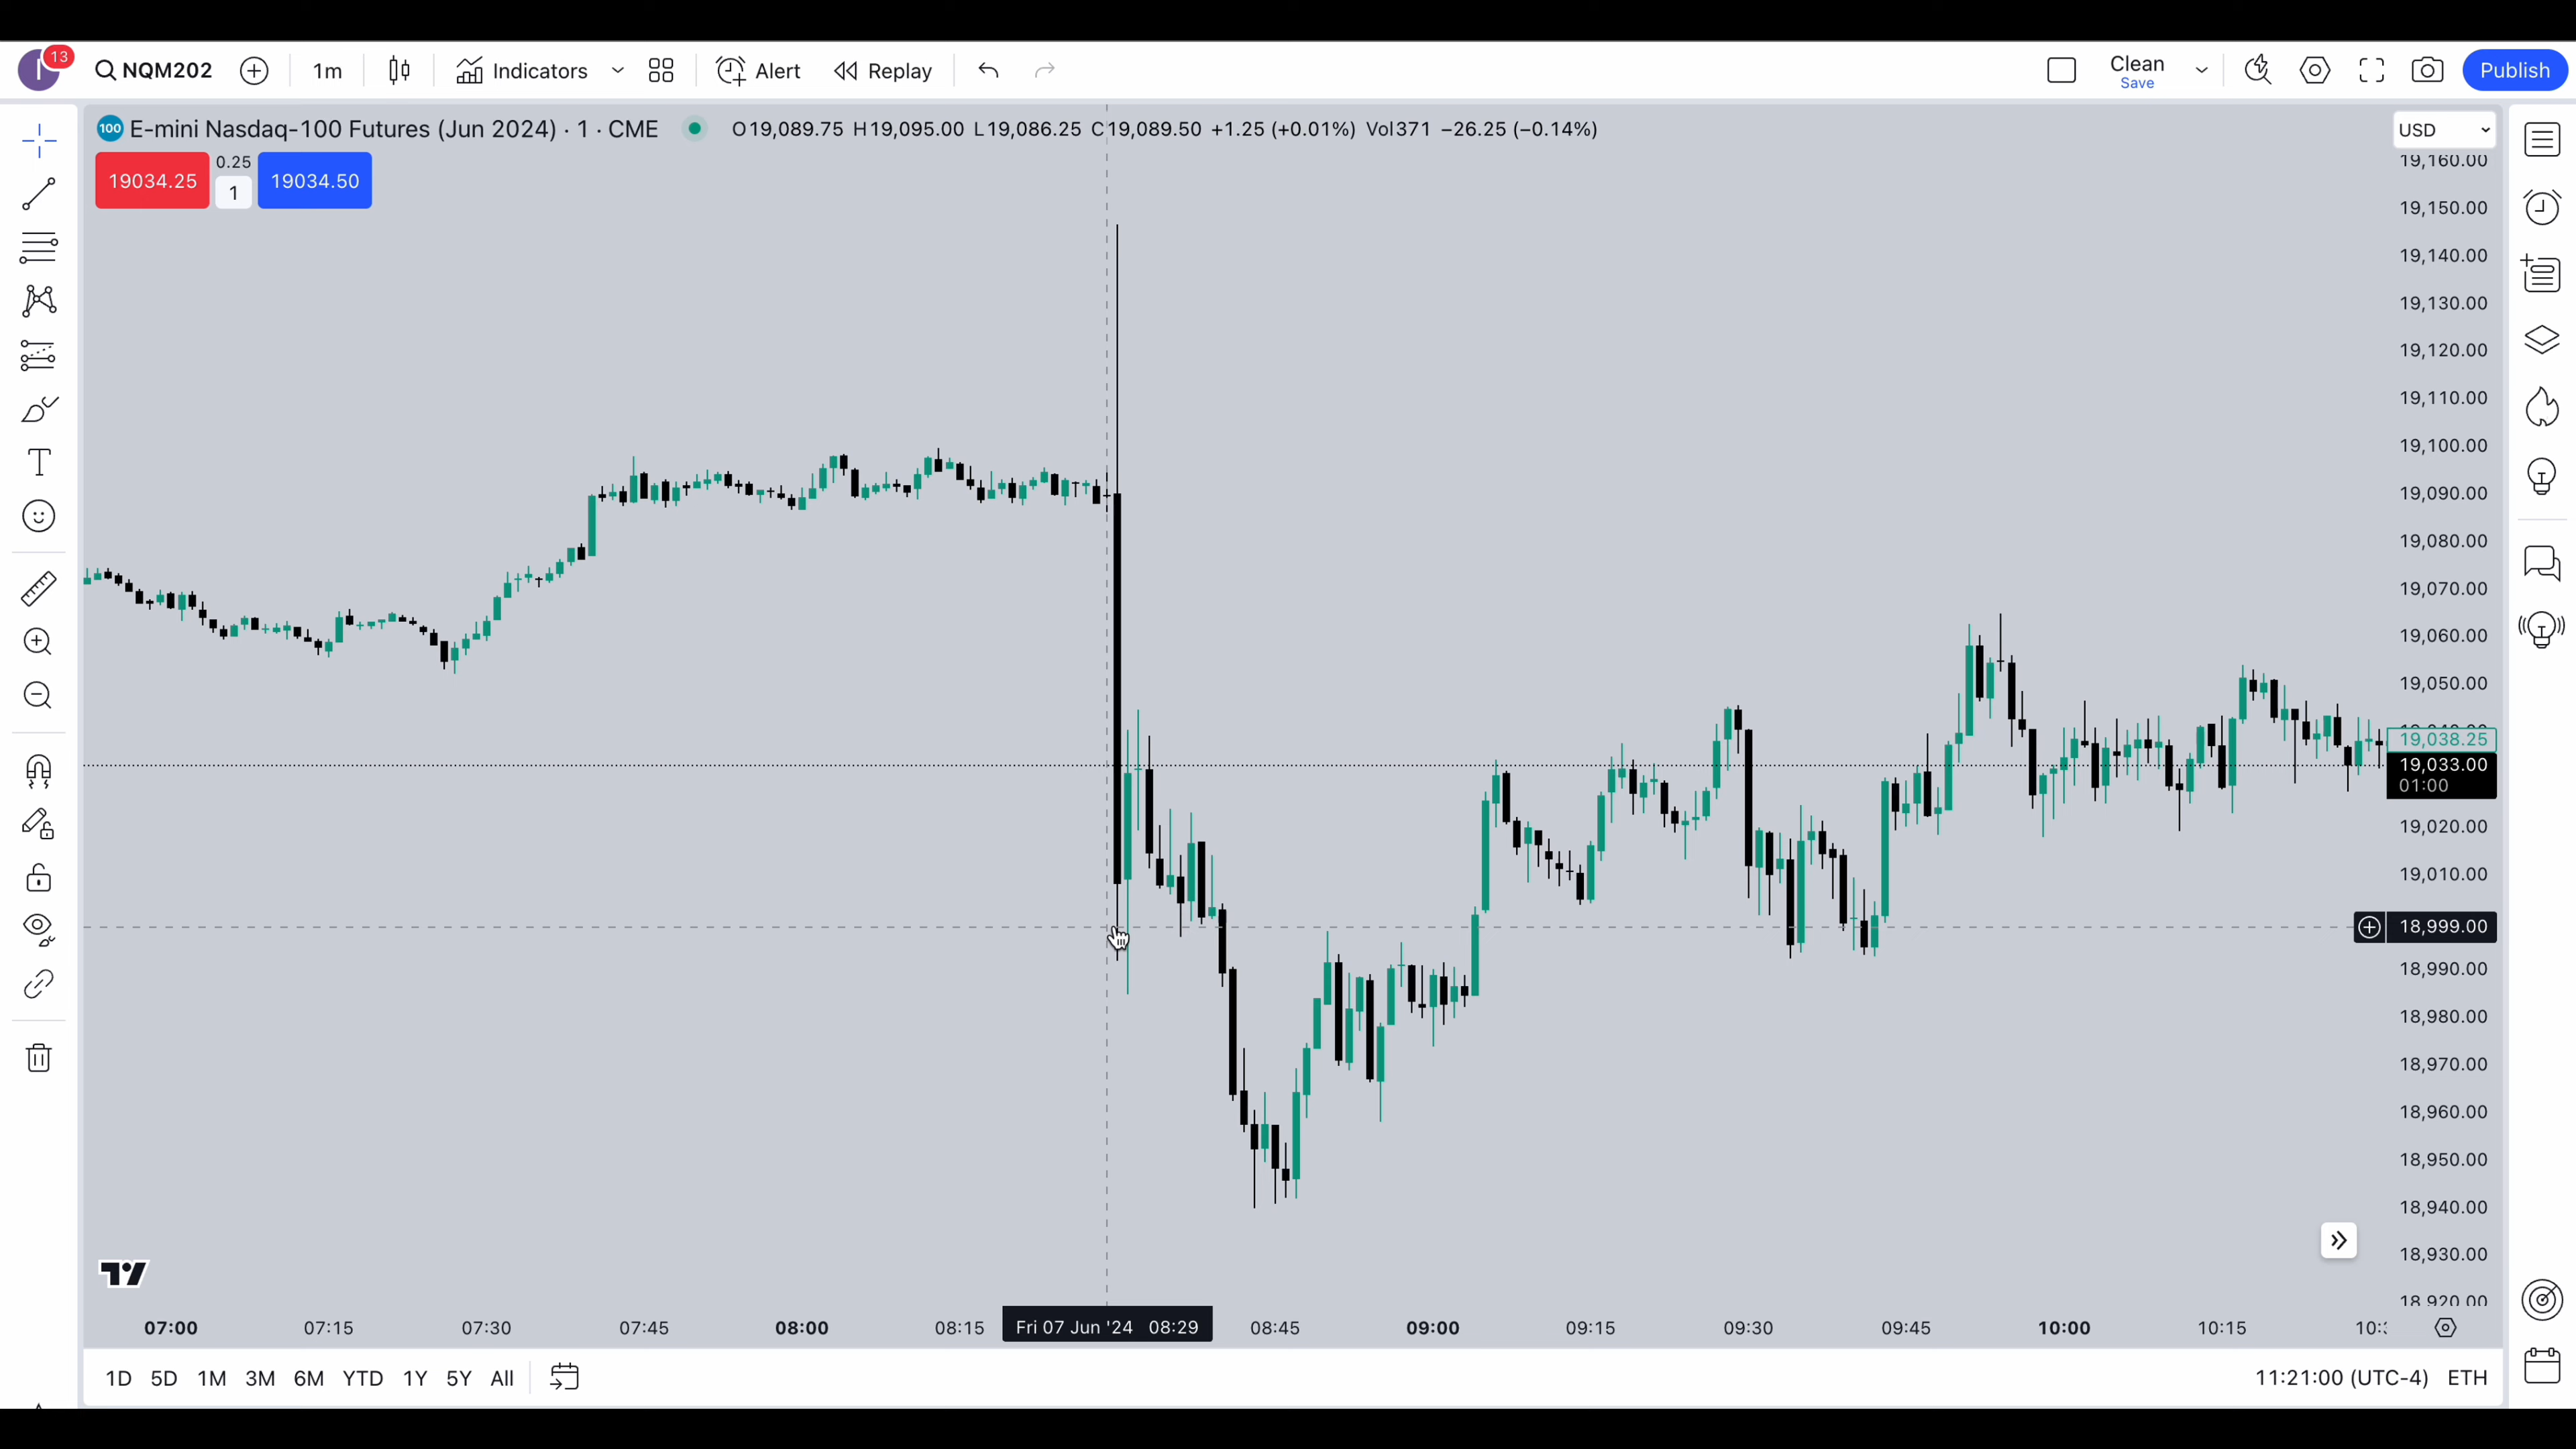 13
NQM202
1m
Indicators
Alert
Replay
Clean
Save
Publish
100 E-mini Nasdaq-100 Futures (Jun 2024) · 1 · CME
O19,089.75 H19,095.00 L19,086.25 C19,089.50 +1.25 (+0.01%) Vol371 −26.25 (−0.14%)
USD
19034.25
0.25
1
19034.50
19,160.00
19,150.00
19,140.00
19,130.00
19,120.00
19,110.00
19,100.00
19,090.00
19,080.00
19,070.00
19,060.00
19,050.00
19,038.25
19,033.00
01:00
19,020.00
19,010.00
18,999.00
18,990.00
18,980.00
18,970.00
18,960.00
18,950.00
18,940.00
18,930.00
18,920.00
07:00 07:15 07:30 07:45 08:00 08:15 Fri 07 Jun '24 08:29 08:45 09:00 09:15 09:30 09:45 10:00 10:15
1D 5D 1M 3M 6M YTD 1Y 5Y All
11:21:00 (UTC-4) ETH